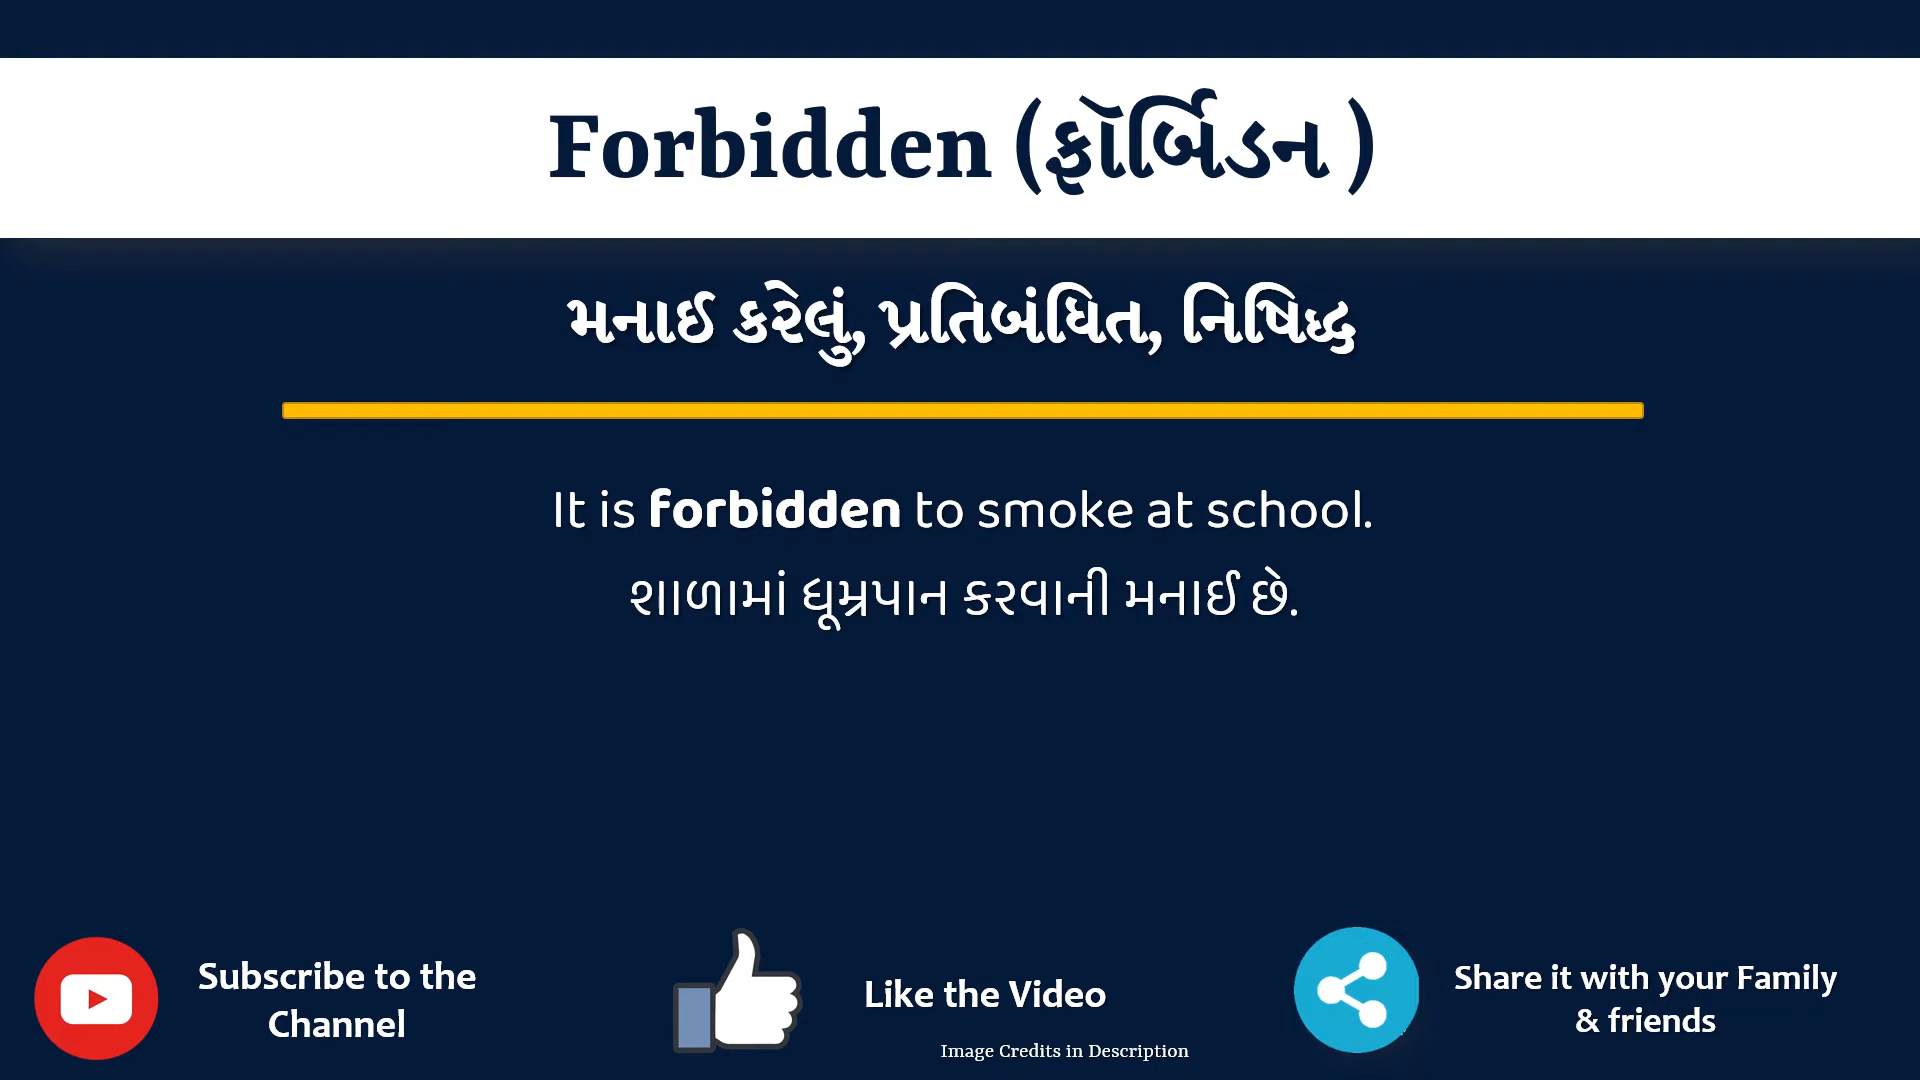 Forbidden (ફૉર્બિડન )
મનાઈ કરેલું, પ્રતિબંધિત, નિષિદ્ધ
It is forbidden to smoke at school.
શાળામાં ધૂમ્રપાન કરવાની મનાઈ છે.
Subscribe to the
Channel
Like the Video
Share it with your Family
& friends
Image Credits in Description